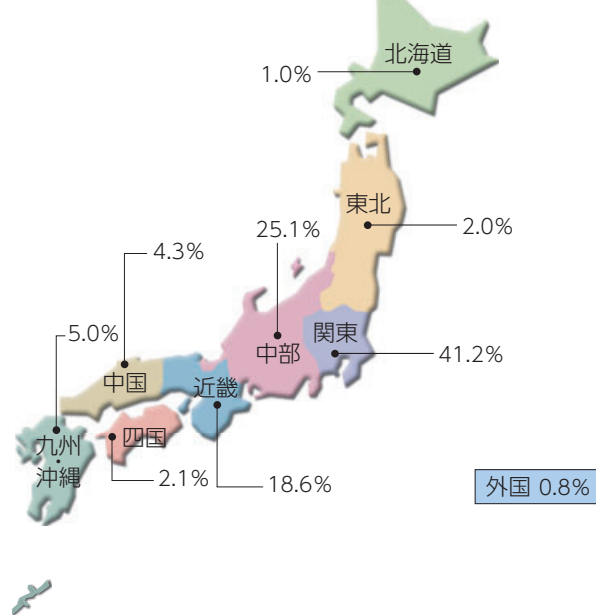 北海道
1.0%
東北
2.0%
25.1%
4.3%
5.0%
関東
中部
41.2%
中国
近畿
九州
・
沖縄
四国
2.1%
18.6%
外国 0.8%